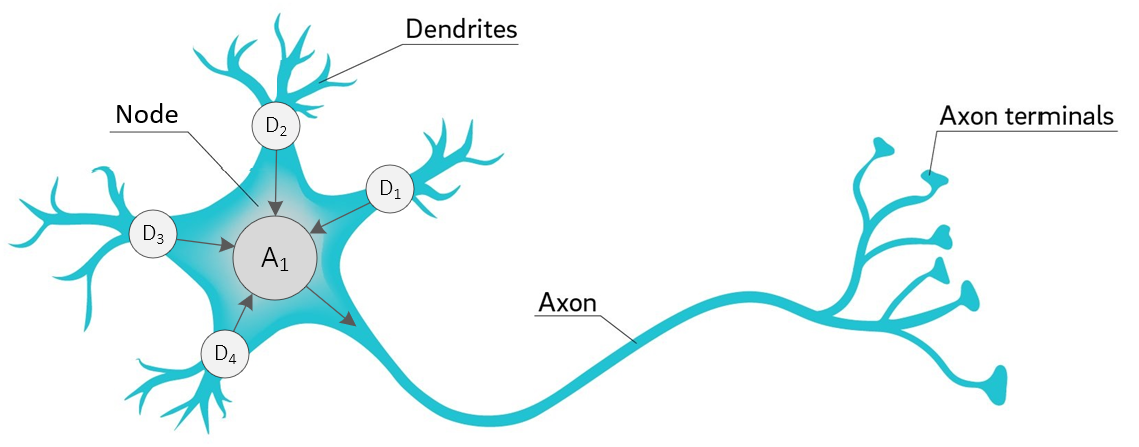 Dendrites
Node
Axon terminals
D2
D1
D3
A1
Axon
D4